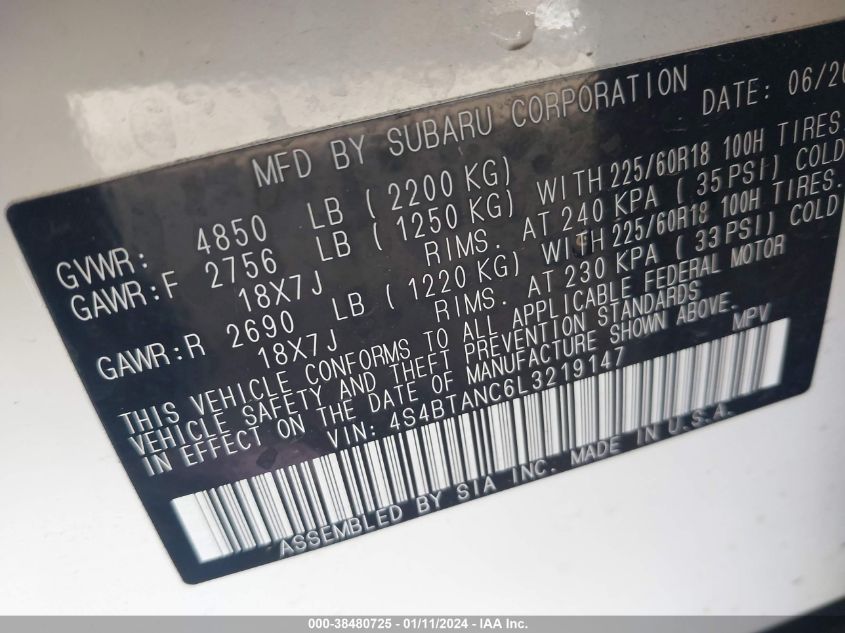 MFD BY SUBARU CORPORATION DATE: 06/20
GVWR: 4850 LB ( 2200 KG)
GAWR:F 2756 LB ( 1250 KG) WITH 225/60R18 100H TIRES
18X7J RIMS. AT 240 KPA ( 35 PSI) COLD
GAWR:R 2690 LB ( 1220 KG) WITH 225/60R18 100H TIRES.
18X7J RIMS. AT 230 KPA ( 33 PSI) COLD
THIS VEHICLE CONFORMS TO ALL APPLICABLE FEDERAL MOTOR
VEHICLE SAFETY AND THEFT PREVENTION STANDARDS
IN EFFECT ON THE DATE OF MANUFACTURE SHOWN ABOVE.
VIN: 4S4BTANC6L3219147 MPV
ASSEMBLED BY SIA INC. MADE IN U.S.A.
000-38480725 - 01/11/2024 - IAA Inc.